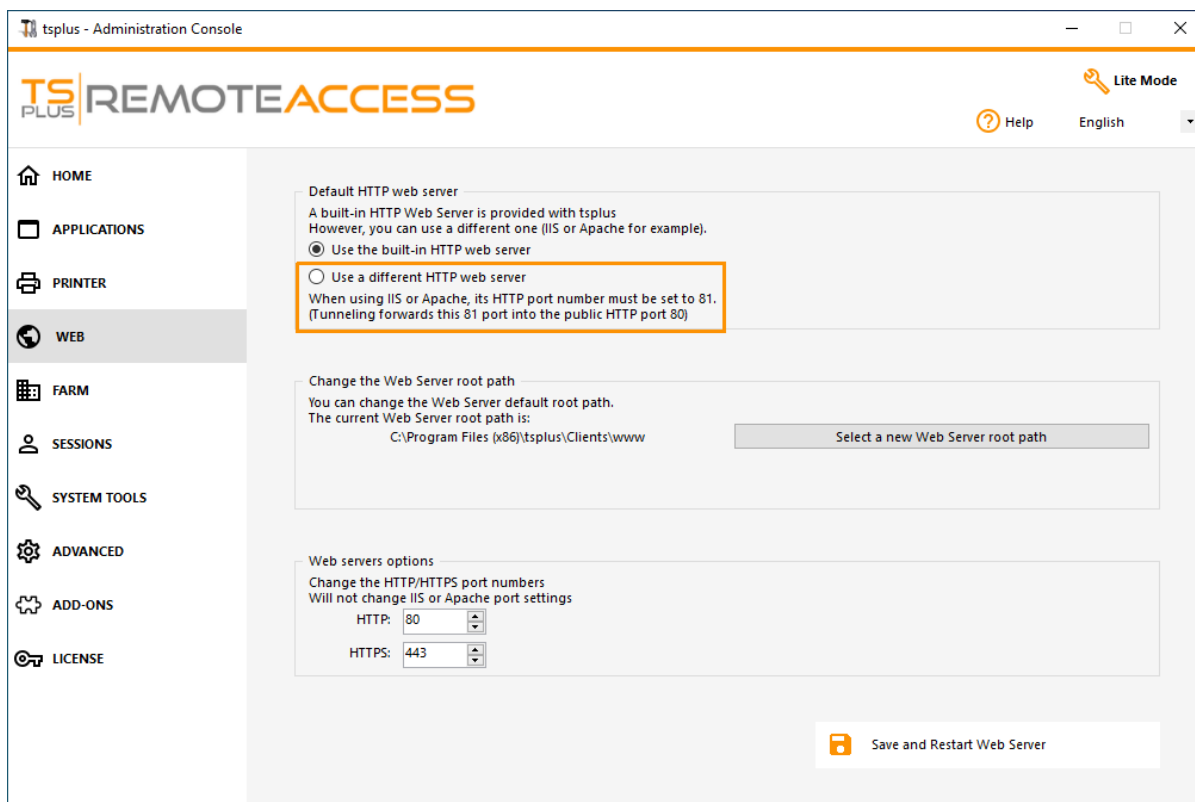 tsplus - Administration Console
TS PLUS REMOTEACCESS
Lite Mode
Help
English
HOME
APPLICATIONS
PRINTER
WEB
FARM
SESSIONS
SYSTEM TOOLS
ADVANCED
ADD-ONS
LICENSE
Default HTTP web server
A built-in HTTP Web Server is provided with tsplus
However, you can use a different one (IIS or Apache for example).
Use the built-in HTTP web server
Use a different HTTP web server
When using IIS or Apache, its HTTP port number must be set to 81.
(Tunneling forwards this 81 port into the public HTTP port 80)
Change the Web Server root path
You can change the Web Server default root path.
The current Web Server root path is:
C:\Program Files (x86)\tsplus\Clients\www
Select a new Web Server root path
Web servers options
Change the HTTP/HTTPS port numbers
Will not change IIS or Apache port settings
HTTP: 80
HTTPS: 443
Save and Restart Web Server